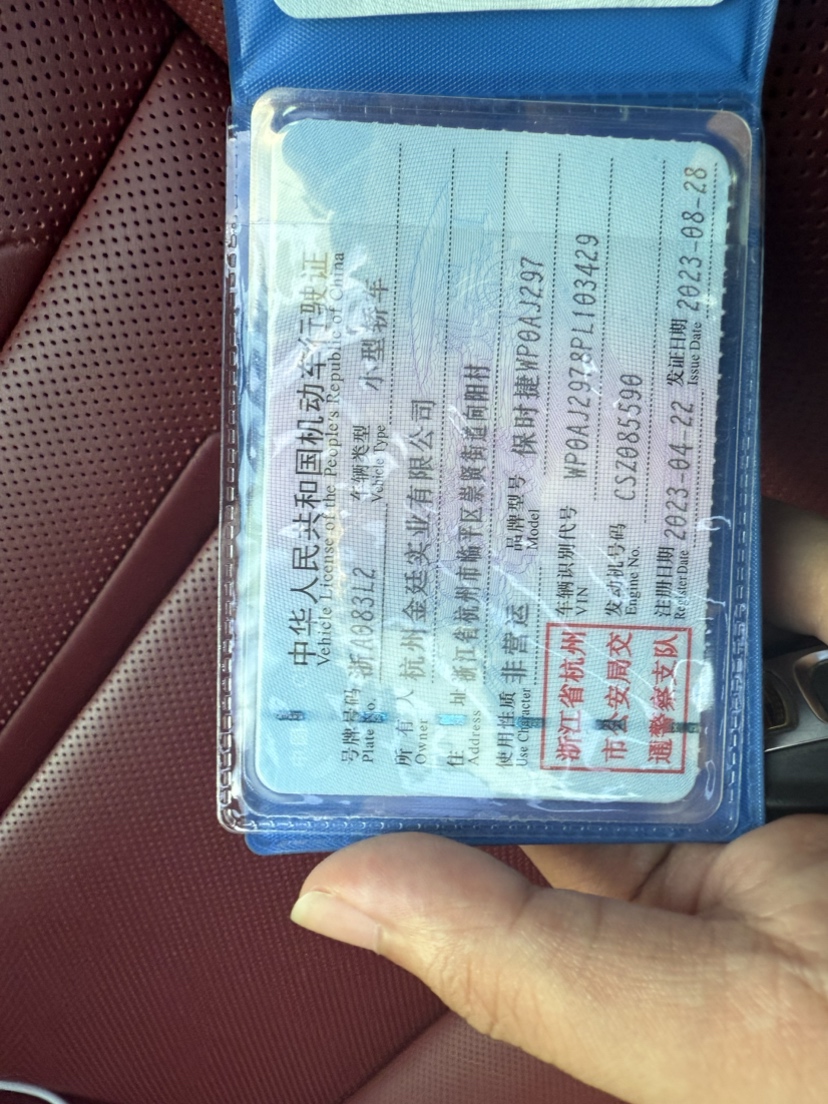 中华人民共和国机动车行驶证
Vehicle License of the People's Republic of China
号牌号码 浙A083L2 车辆类型 小型轿车
Plate No. Vehicle Type
所有人 杭州金廷实业有限公司
Owner
住址 浙江省杭州市临平区崇贤街道向阳村
Address
使用性质 非营运 品牌型号 保时捷WP0AJ297
Use Character Model
车辆识别代号 WP0AJ2978PL103429
VIN
发动机号码 CSZ085590
Engine No.
注册日期 2023-04-22 发证日期 2023-08-28
Register Date Issue Date
浙江省杭州
市公安局交
通警察支队